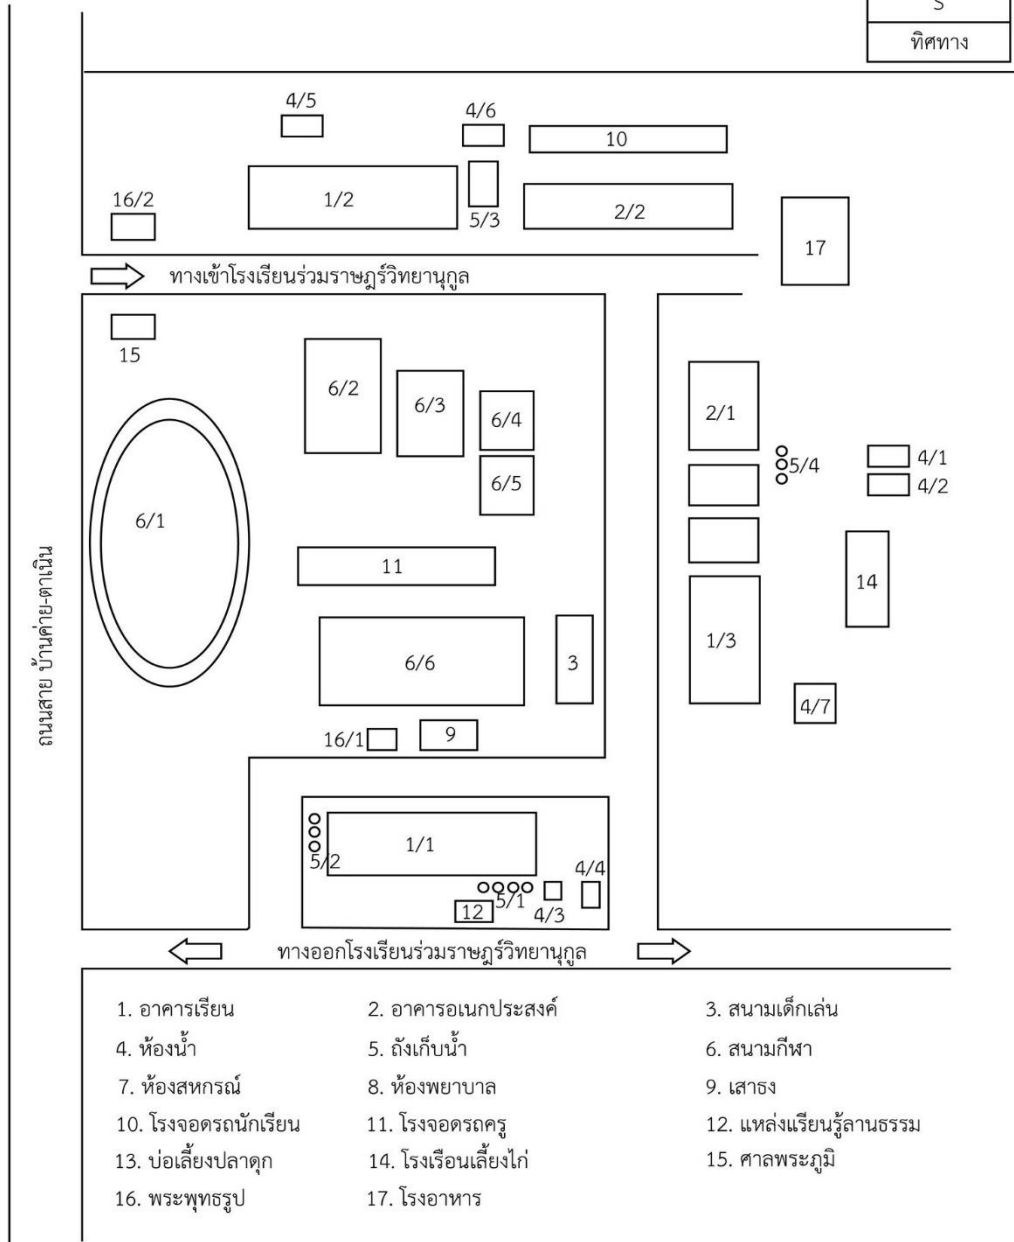 S
ทิศทาง
4/5
4/6
10
16/2
1/2
5/3
2/2
17
ทางเข้าโรงเรียนร่วมราษฎร์วิทยานุกูล
15
6/2
6/3
6/4
2/1
5/4
4/1
4/2
6/5
6/1
ถนนสาย บ้านค่าย-ตาเนิน
11
14
6/6
3
1/3
4/7
16/1
9
1/1
5/2
4/4
5/1
12
4/3
ทางออกโรงเรียนร่วมราษฎร์วิทยานุกูล
1. อาคารเรียน 2. อาคารอเนกประสงค์ 3. สนามเด็กเล่น
4. ห้องน้ำ 5. ถังเก็บน้ำ 6. สนามกีฬา
7. ห้องสหกรณ์ 8. ห้องพยาบาล 9. เสาธง
10. โรงจอดรถนักเรียน 11. โรงจอดรถครู 12. แหล่งแรียนรู้ลานธรรม
13. บ่อเลี้ยงปลาดุก 14. โรงเรือนเลี้ยงไก่ 15. ศาลพระภูมิ
16. พระพุทธรูป 17. โรงอาหาร